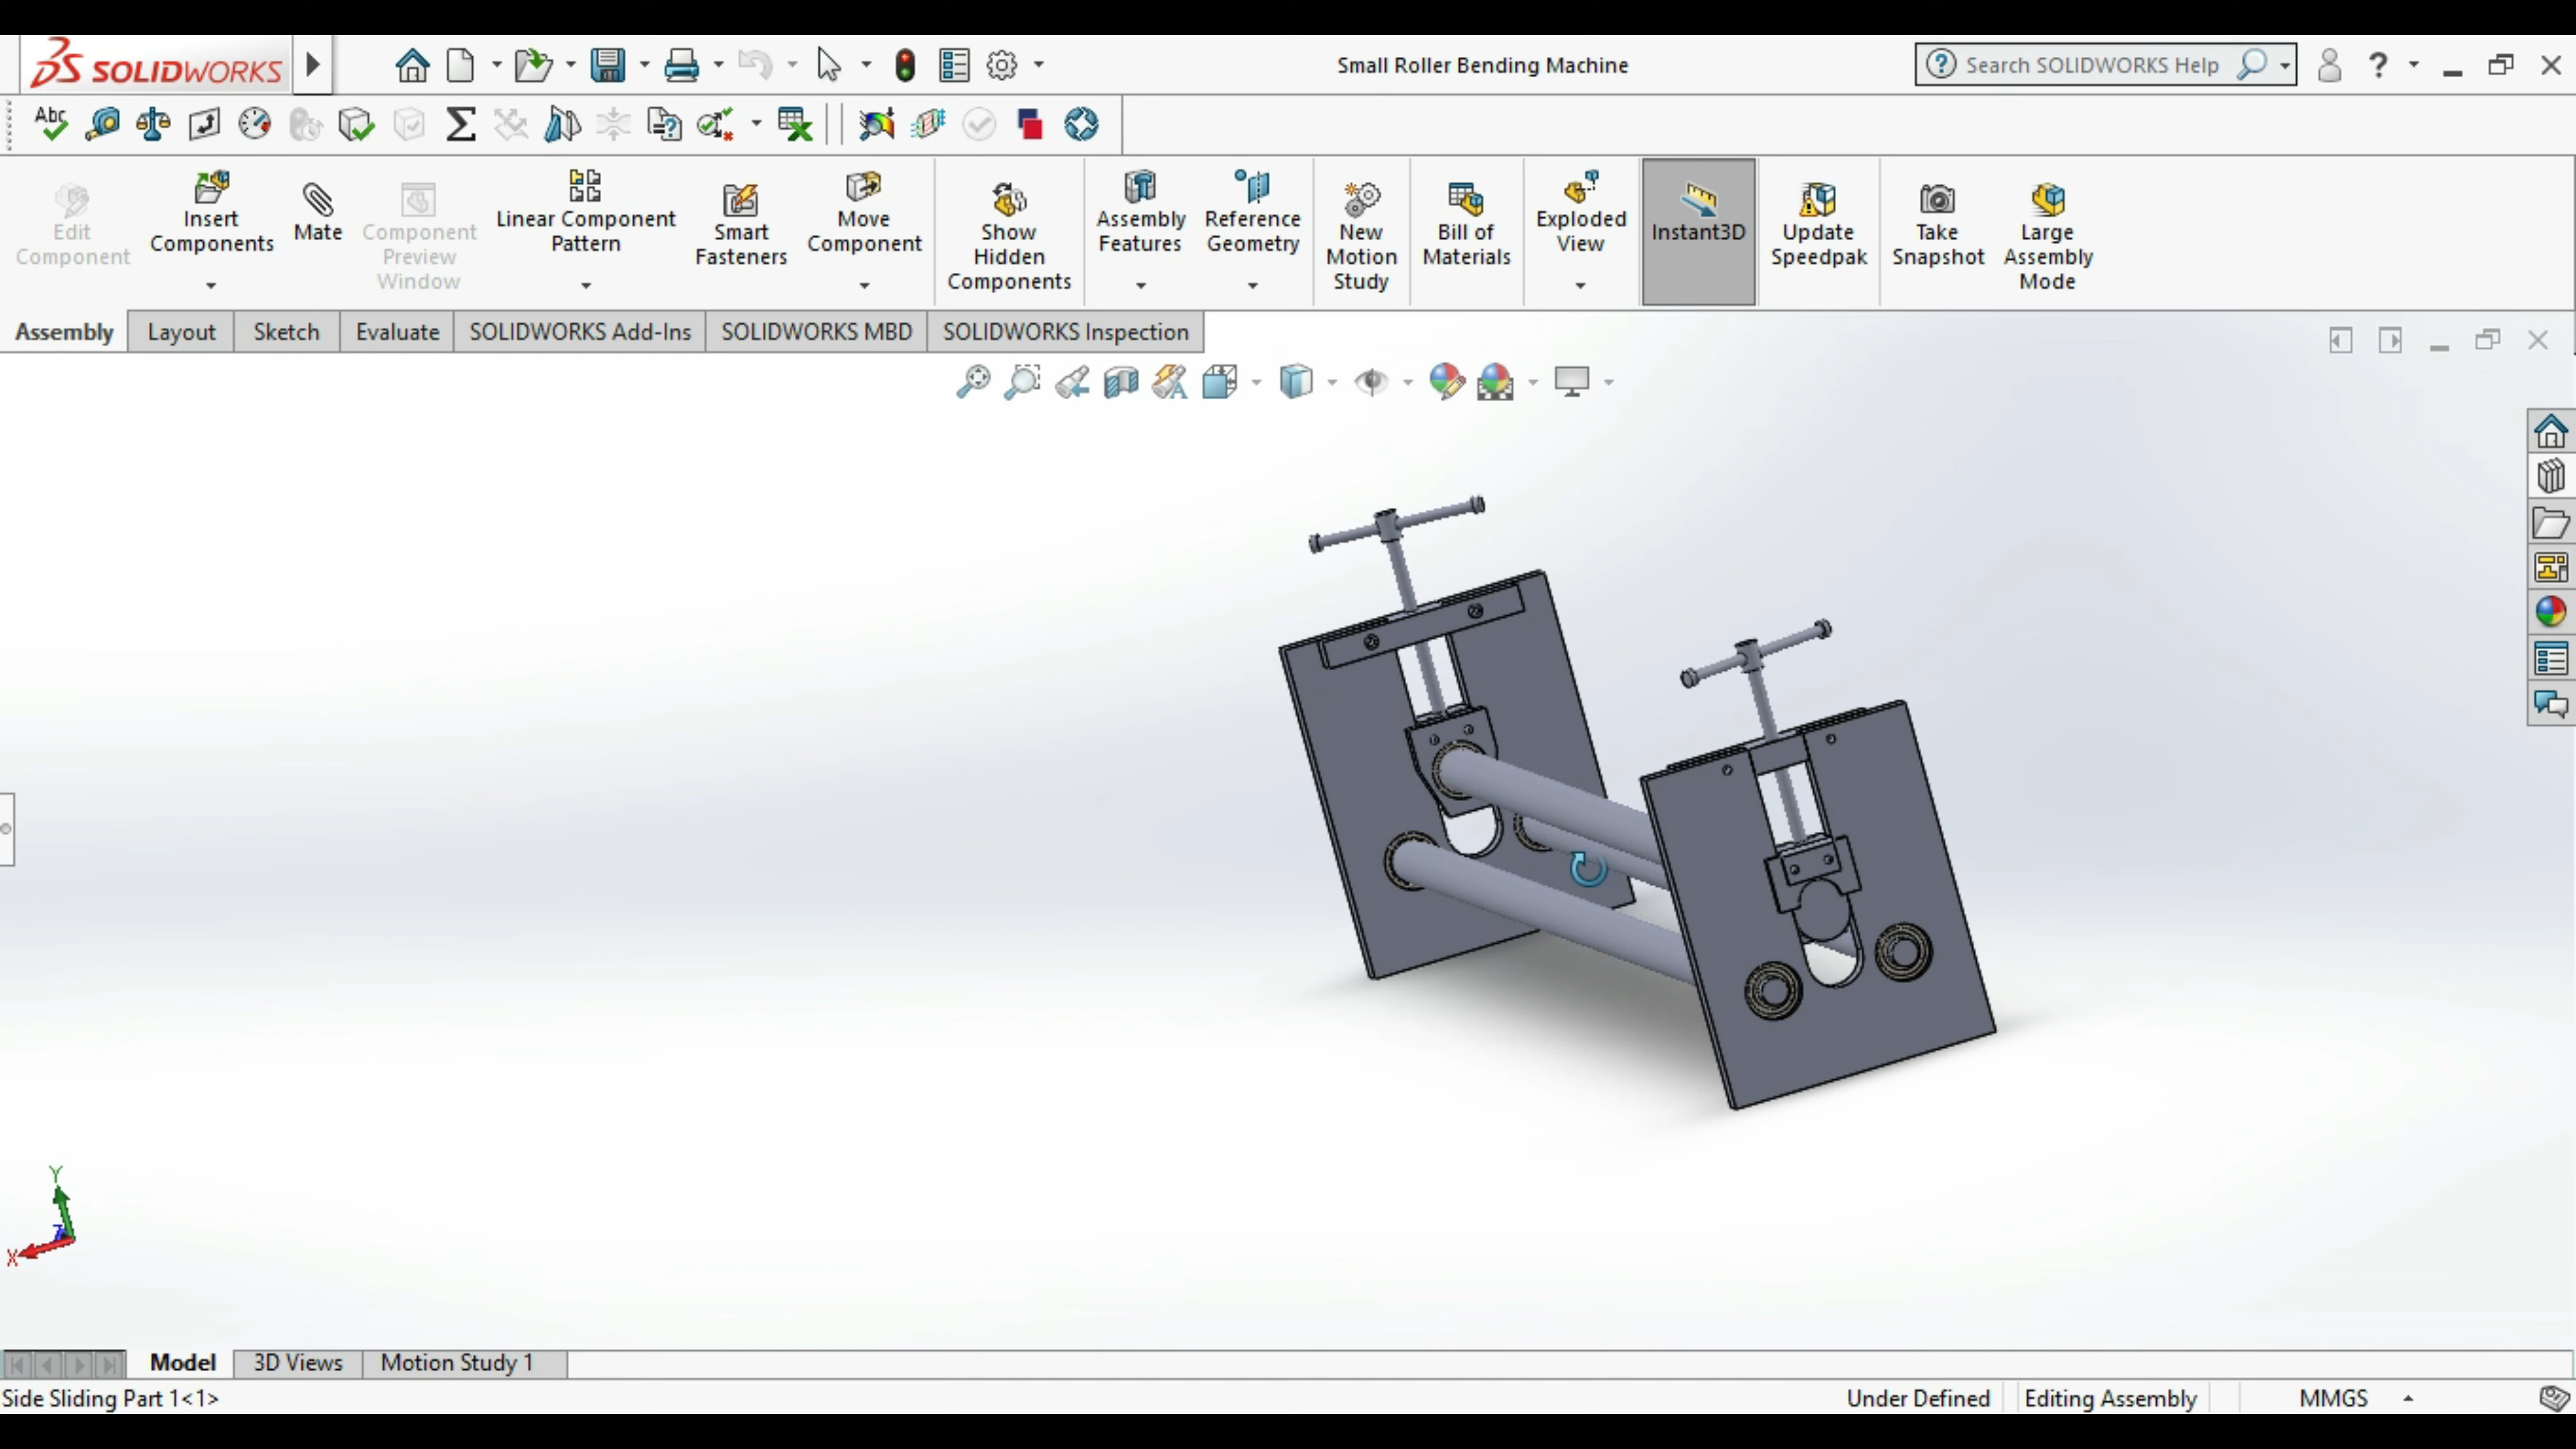 SOLIDWORKS
Small Roller Bending Machine
Search SOLIDWORKS Help
?
Abc
Edit Component
Insert Components
Mate
Component Preview Window
Linear Component Pattern
Smart Fasteners
Move Component
Show Hidden Components
Assembly Features
Reference Geometry
New Motion Study
Bill of Materials
Exploded View
Instant3D
Update Speedpak
Take Snapshot
Large Assembly Mode
Assembly
Layout
Sketch
Evaluate
SOLIDWORKS Add-Ins
SOLIDWORKS MBD
SOLIDWORKS Inspection
Y
Z
X
Model
3D Views
Motion Study 1
Side Sliding Part 1<1>
Under Defined
Editing Assembly
MMGS